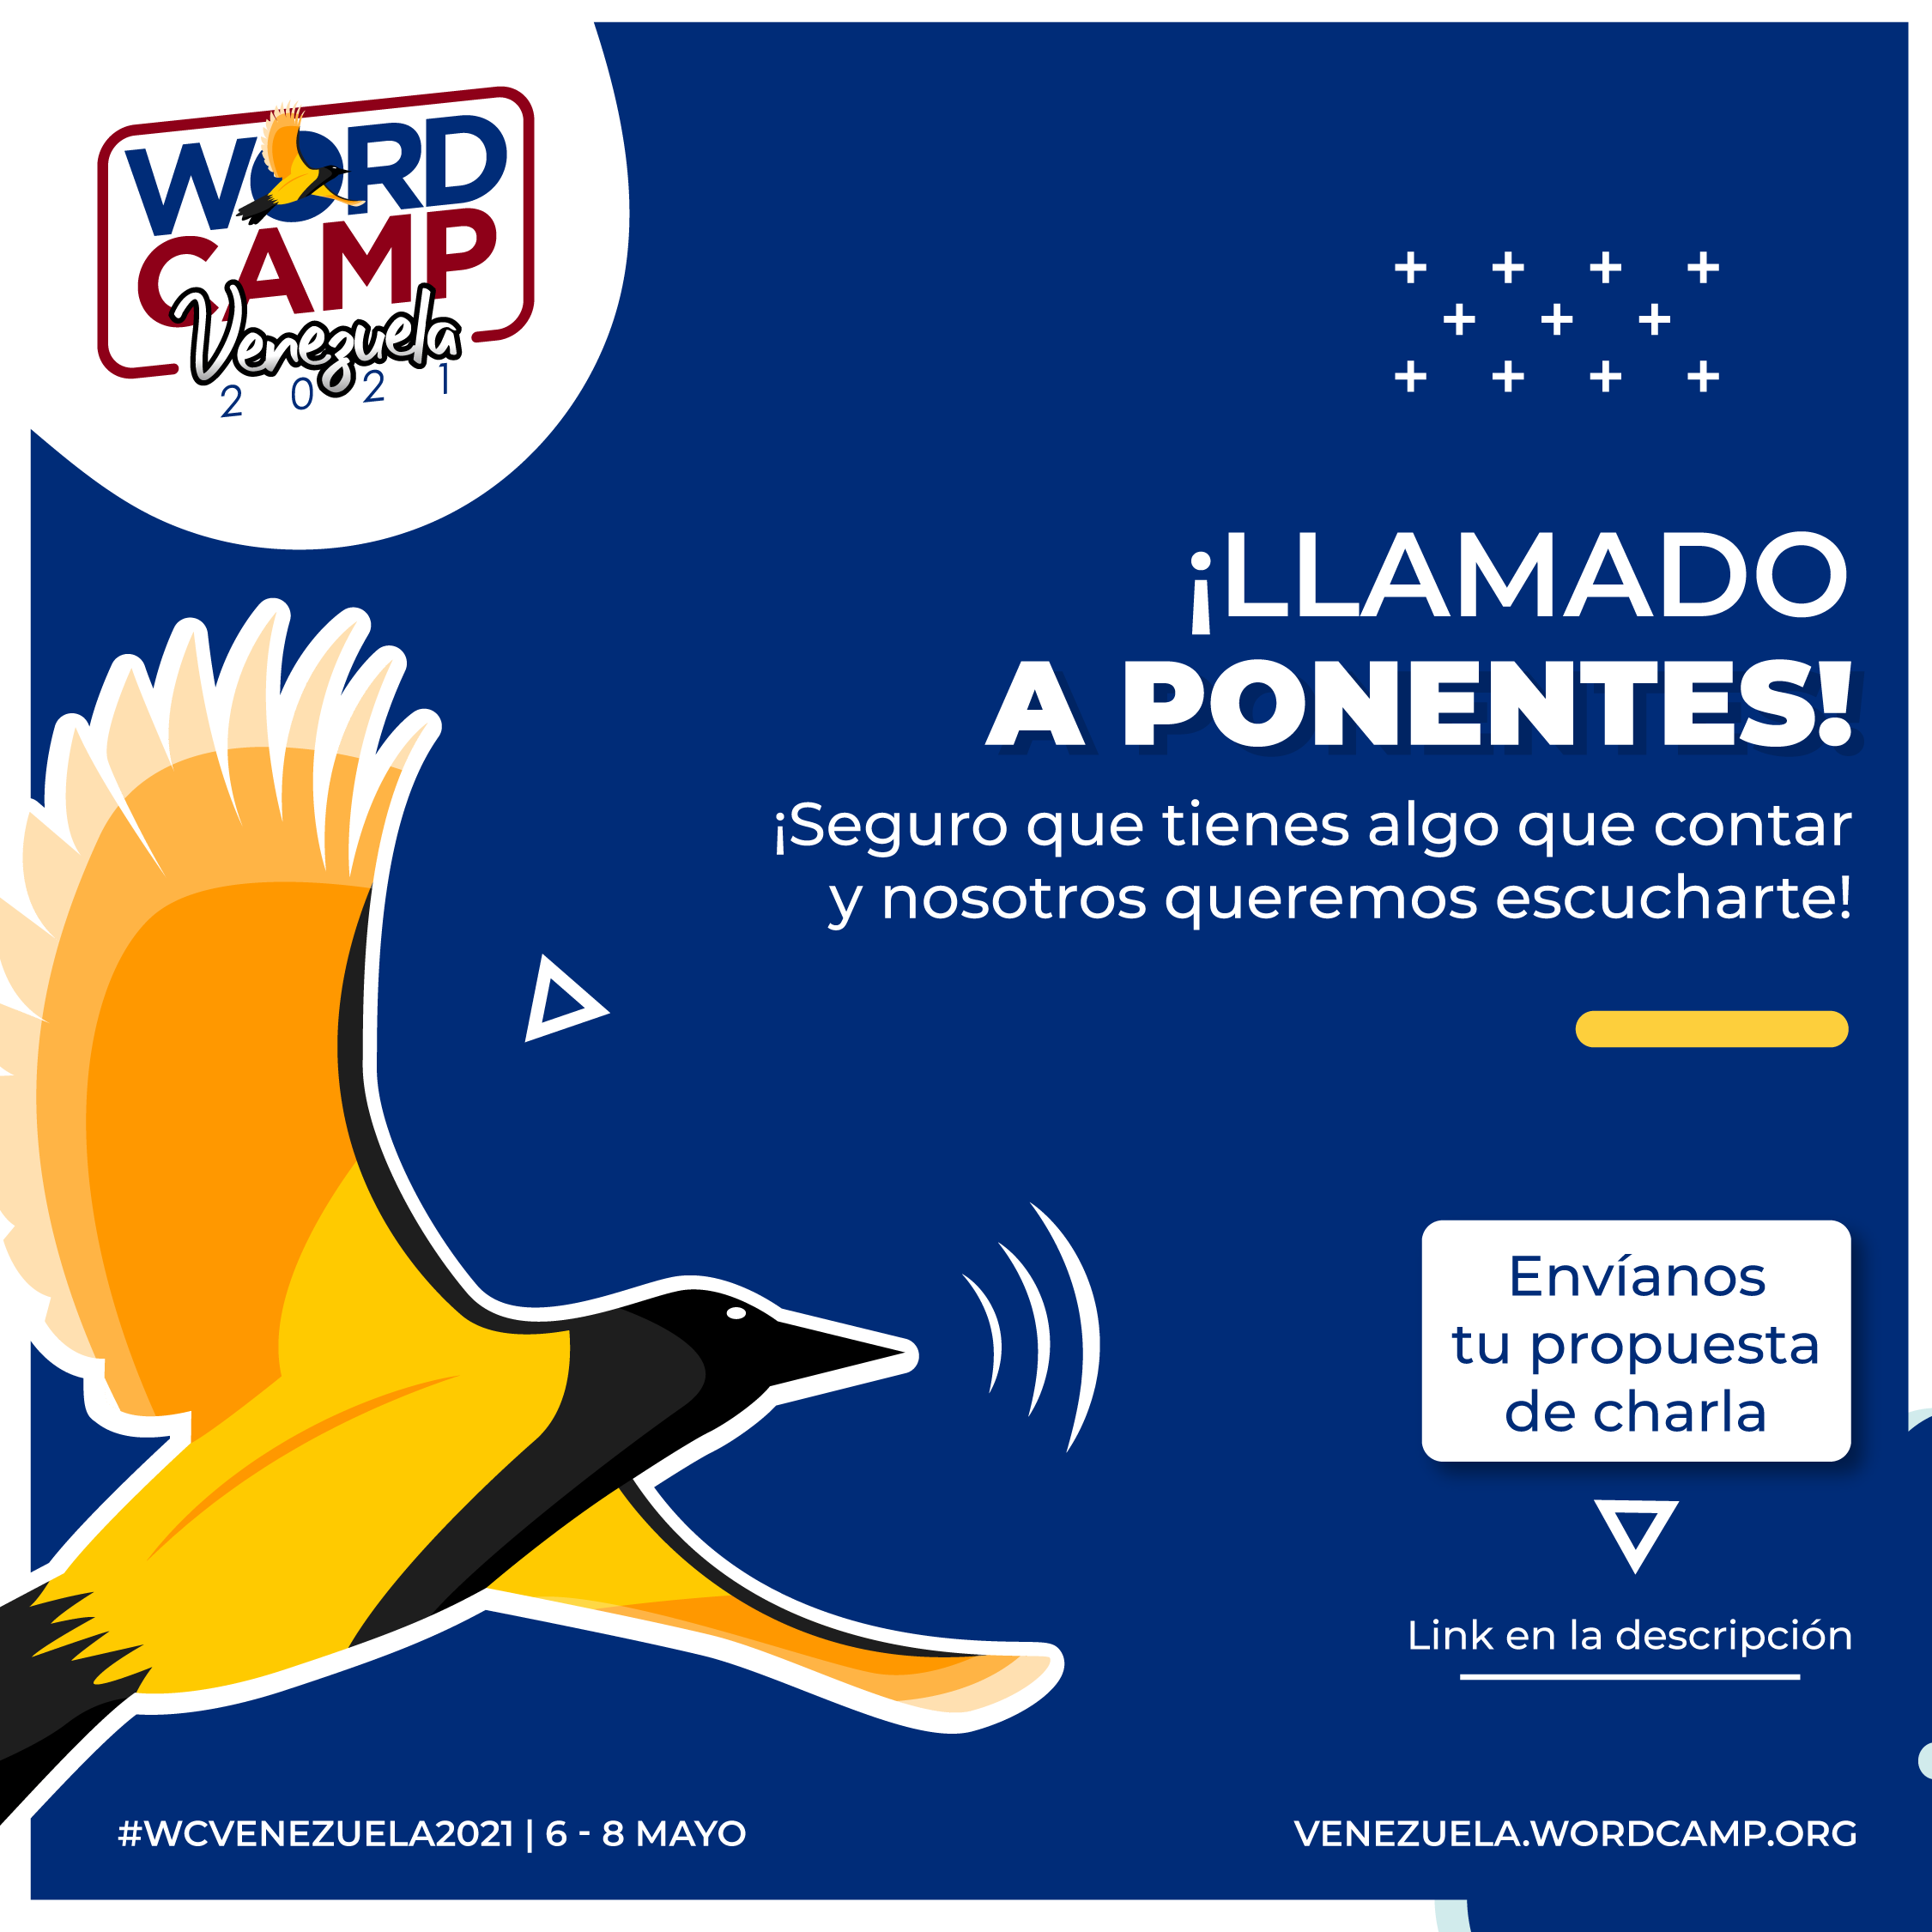 WORD
CAMP
Venezuela
2021
¡LLAMADO
A PONENTES!
¡Seguro que tienes algo que contar
y nosotros queremos escucharte!
Envíanos
tu propuesta
de charla
Link en la descripción
#WCVENEZUELA2021 | 6 - 8 MAYO
VENEZUELA.WORDCAMP.ORG